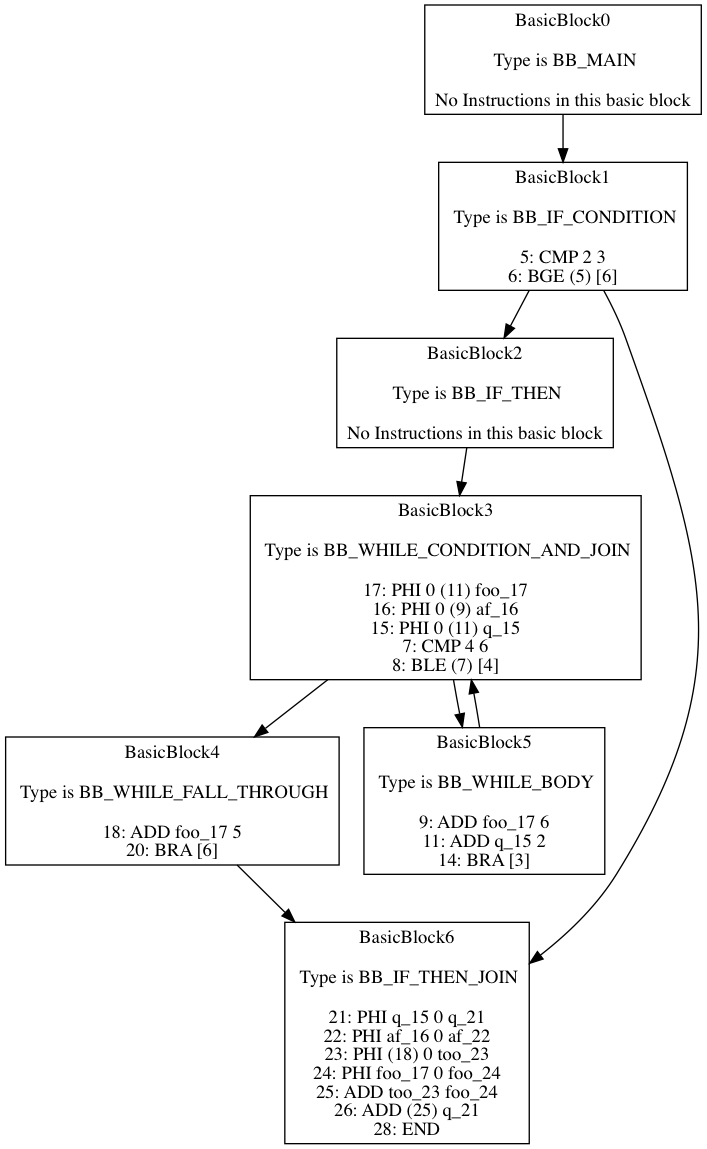 BasicBlock0
Type is BB_MAIN
No Instructions in this basic block
BasicBlock1
Type is BB_IF_CONDITION
5: CMP 2 3
6: BGE (5) [6]
BasicBlock2
Type is BB_IF_THEN
No Instructions in this basic block
BasicBlock3
Type is BB_WHILE_CONDITION_AND_JOIN
17: PHI 0 (11) foo_17
16: PHI 0 (9) af_16
15: PHI 0 (11) q_15
7: CMP 4 6
8: BLE (7) [4]
BasicBlock4
Type is BB_WHILE_FALL_THROUGH
18: ADD foo_17 5
20: BRA [6]
BasicBlock5
Type is BB_WHILE_BODY
9: ADD foo_17 6
11: ADD q_15 2
14: BRA [3]
BasicBlock6
Type is BB_IF_THEN_JOIN
21: PHI q_15 0 q_21
22: PHI af_16 0 af_22
23: PHI (18) 0 too_23
24: PHI foo_17 0 foo_24
25: ADD too_23 foo_24
26: ADD (25) q_21
28: END